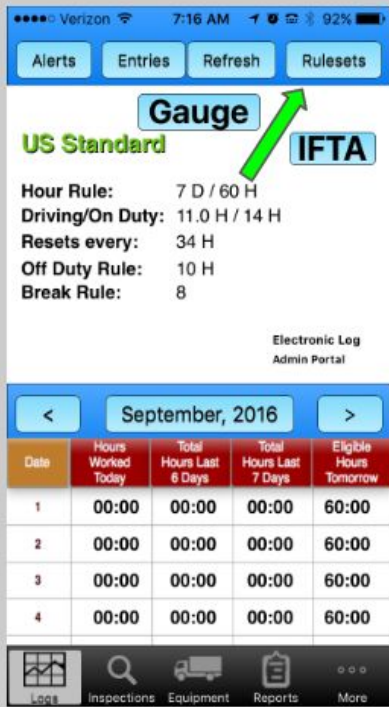 Verizon 7:16 AM 92%
Alerts Entries Refresh Rulesets
Gauge
US Standard IFTA
Hour Rule: 7 D / 60 H
Driving/On Duty: 11.0 H / 14 H
Resets every: 34 H
Off Duty Rule: 10 H
Break Rule: 8
Electronic Log
Admin Portal
< September, 2016 >
Date Hours Worked Today Total Hours Last 6 Days Total Hours Last 7 Days Eligible Hours Tomorrow
1 00:00 00:00 00:00 60:00
2 00:00 00:00 00:00 60:00
3 00:00 00:00 00:00 60:00
4 00:00 00:00 00:00 60:00
Logs Inspections Equipment Reports More